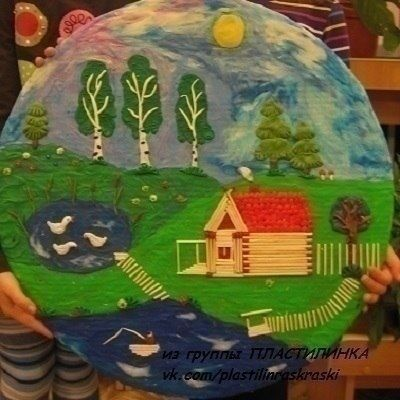 из группы ПЛАСТИЛИНКА
vk.com/plastilinraskraski